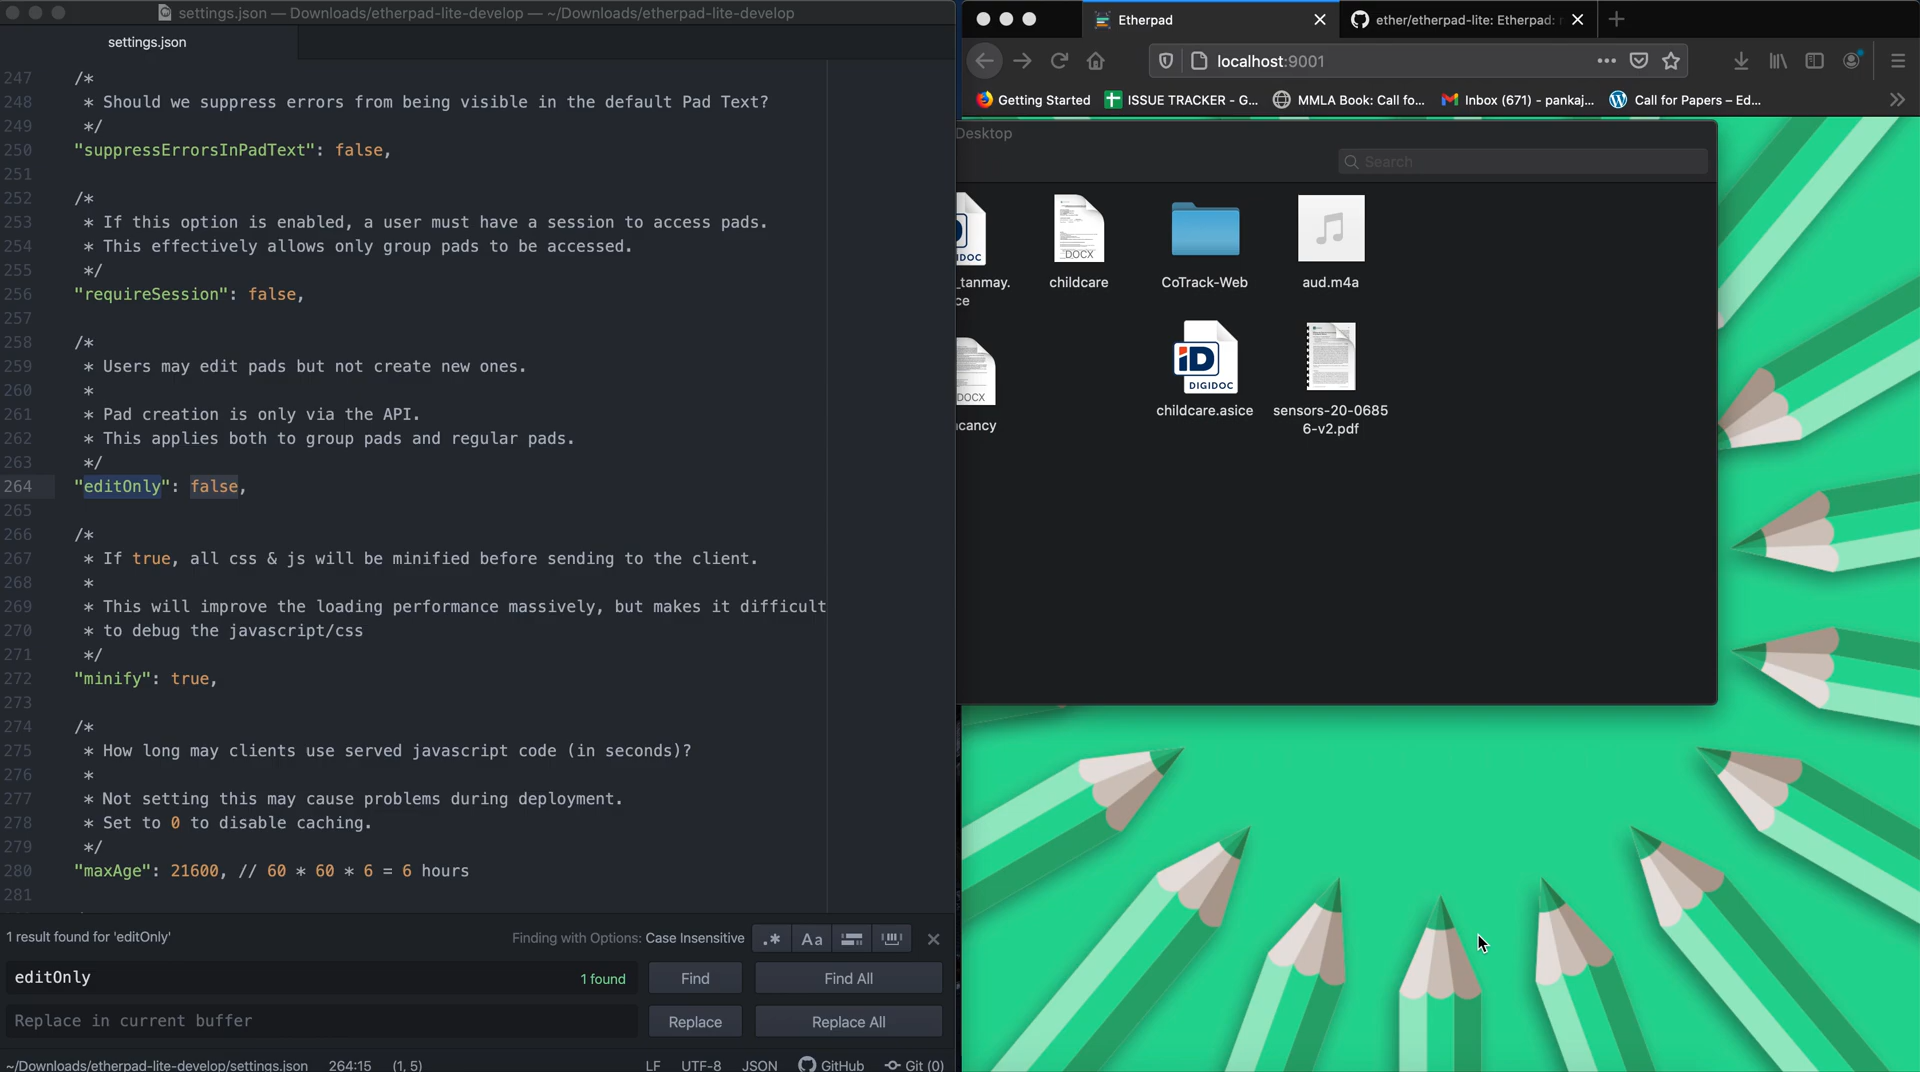 settings.json — Downloads/etherpad-lite-develop — ~/Downloads/etherpad-lite-develop
settings.json
247 /*
248 * Should we suppress errors from being visible in the default Pad Text?
249 */
250 "suppressErrorsInPadText": false,
251
252 /*
253 * If this option is enabled, a user must have a session to access pads.
254 * This effectively allows only group pads to be accessed.
255 */
256 "requireSession": false,
257
258 /*
259 * Users may edit pads but not create new ones.
260 *
261 * Pad creation is only via the API.
262 * This applies both to group pads and regular pads.
263 */
264 "editOnly": false,
265
266 /*
267 * If true, all css & js will be minified before sending to the client.
268 *
269 * This will improve the loading performance massively, but makes it difficult
270 * to debug the javascript/css
271 */
272 "minify": true,
273
274 /*
275 * How long may clients use served javascript code (in seconds)?
276 *
277 * Not setting this may cause problems during deployment.
278 * Set to 0 to disable caching.
279 */
280 "maxAge": 21600, // 60 * 60 * 6 = 6 hours
281
1 result found for 'editOnly'
Finding with Options: Case Insensitive
.* Aa
editOnly
1 found
Find
Find All
Replace in current buffer
Replace
Replace All
~/Downloads/etherpad-lite-develop/settings.json 264:15 (1, 5)
LF UTF-8 JSON GitHub Git (0)
Etherpad
ether/etherpad-lite: Etherpad:
localhost:9001
Getting Started
ISSUE TRACKER - G...
MMLA Book: Call fo...
Inbox (671) - pankaj,...
Call for Papers – Ed...
Desktop
Search
DOC
_tanmay.
ce
DOCX
childcare
CoTrack-Web
aud.m4a
DOCX
cancy
iD
DIGIDOC
childcare.asice
sensors-20-0685
6-v2.pdf